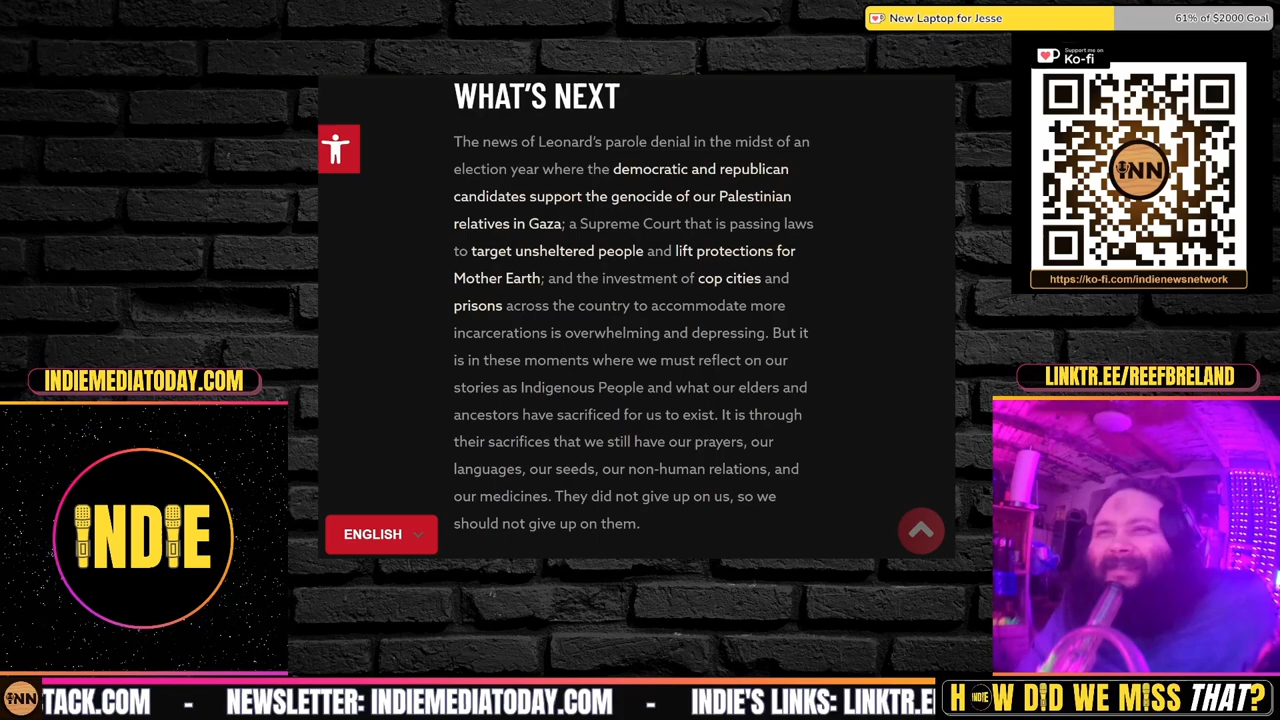 New Laptop for Jesse
61% of $2000 Goal
Support me on
Ko-fi
INN
https://ko-fi.com/indienewsnetwork
WHAT'S NEXT
The news of Leonard's parole denial in the midst of an
election year where the democratic and republican
candidates support the genocide of our Palestinian
relatives in Gaza; a Supreme Court that is passing laws
to target unsheltered people and lift protections for
Mother Earth; and the investment of cop cities and
prisons across the country to accommodate more
incarcerations is overwhelming and depressing. But it
is in these moments where we must reflect on our
stories as Indigenous People and what our elders and
ancestors have sacrificed for us to exist. It is through
their sacrifices that we still have our prayers, our
languages, our seeds, our non-human relations, and
our medicines. They did not give up on us, so we
should not give up on them.
ENGLISH
INDIEMEDIATODAY.COM
INDIE
LINKTR.EE/REEFBRELAND
INN
TACK.COM - NEWSLETTER: INDIEMEDIATODAY.COM - INDIE'S LINKS: LINKTR.E
HOW DID WE MISS THAT?